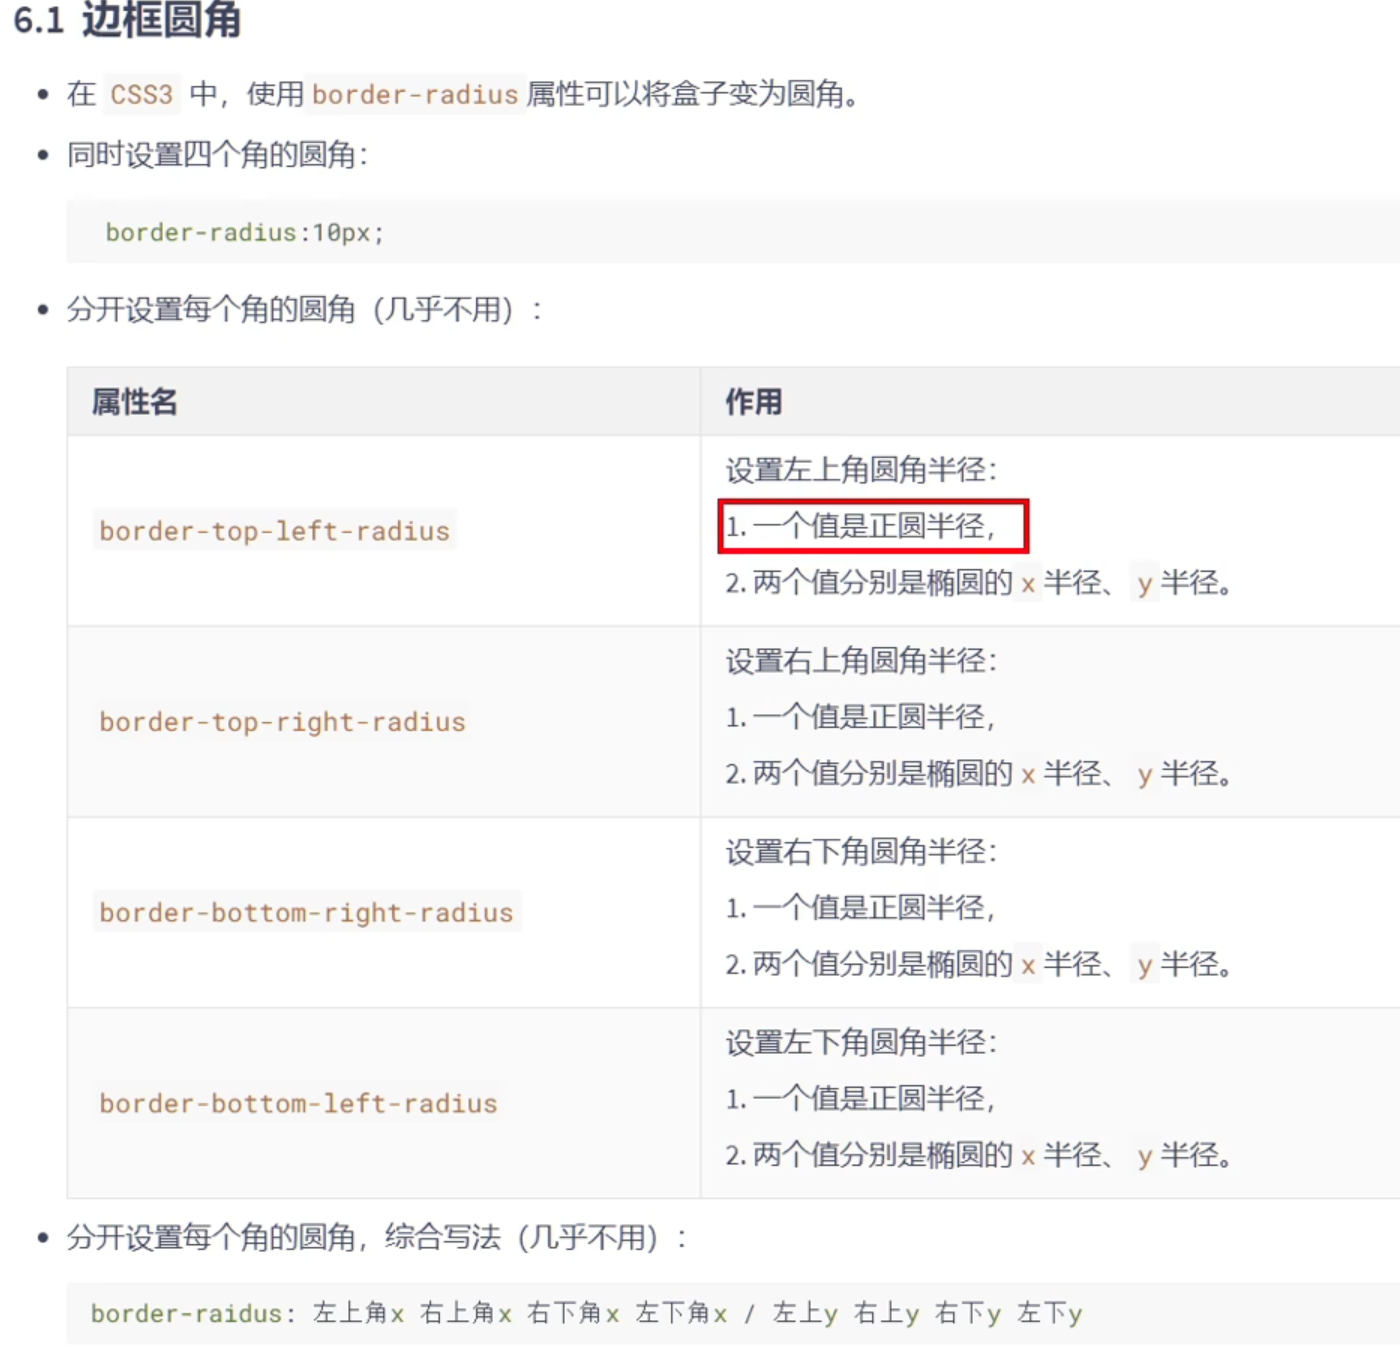 6.1 边框圆角
在 CSS3 中，使用 border-radius 属性可以将盒子变为圆角。
同时设置四个角的圆角：
border-radius:10px;
分开设置每个角的圆角（几乎不用）：
属性名 作用
border-top-left-radius
设置左上角圆角半径：
1. 一个值是正圆半径，
2. 两个值分别是椭圆的 x 半径、 y 半径。
border-top-right-radius
设置右上角圆角半径：
1. 一个值是正圆半径，
2. 两个值分别是椭圆的 x 半径、 y 半径。
border-bottom-right-radius
设置右下角圆角半径：
1. 一个值是正圆半径，
2. 两个值分别是椭圆的 x 半径、 y 半径。
border-bottom-left-radius
设置左下角圆角半径：
1. 一个值是正圆半径，
2. 两个值分别是椭圆的 x 半径、 y 半径。
分开设置每个角的圆角，综合写法（几乎不用）：
border-raidus: 左上角x 右上角x 右下角x 左下角x / 左上y 右上y 右下y 左下y